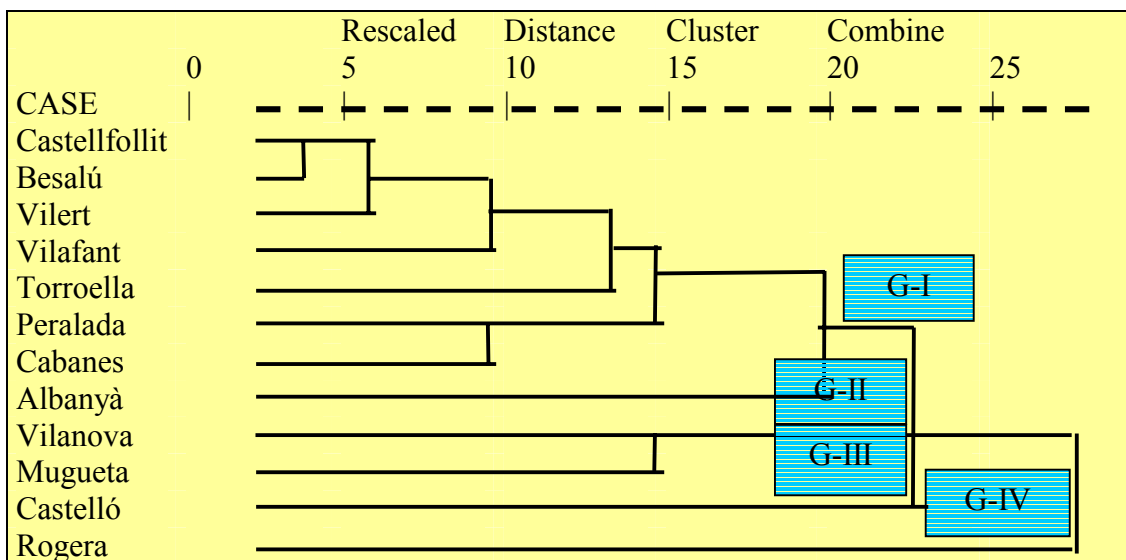 Rescaled Distance Cluster Combine
0 5 10 15 20 25
CASE
Castellfollit
Besalú
Vilert
Vilafant
Torroella
G-I
Peralada
Cabanes
Albanyà
G-II
Vilanova
G-III
Mugueta
Castelló
G-IV
Rogera